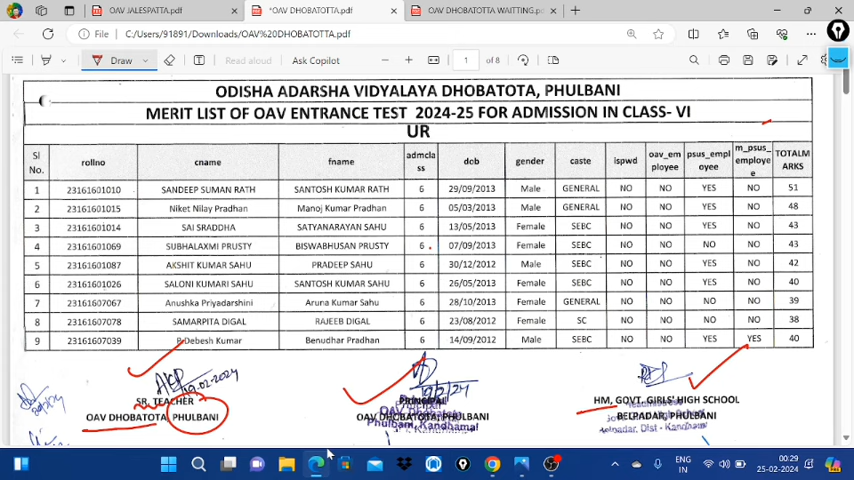 OAV JALESPATTA.pdf
*OAV DHOBATOTTA.pdf
OAV DHOBATOTTA WAITTING.pdf
C:/Users/91891/Downloads/OAV%20DHOBATOTTA.pdf
Draw Read aloud Ask Copilot 1 of 8
ODISHA ADARSHA VIDYALAYA DHOBATOTA, PHULBANI
MERIT LIST OF OAV ENTRANCE TEST 2024-25 FOR ADMISSION IN CLASS- VI
UR
Sl No. rollno cname fname admclass dob gender caste ispwd oav_employee psus_employee m_psus_employee TOTALMARKS
1 23161601010 SANDEEP SUMAN RATH SANTOSH KUMAR RATH 6 29/09/2013 Male GENERAL NO NO YES NO 51
2 23161601015 Niket Nilay Pradhan Manoj Kumar Pradhan 6 05/03/2013 Male GENERAL NO NO YES NO 48
3 23161601014 SAI SRADDHA SATYANARAYAN SAHU 6 13/05/2013 Female SEBC NO NO YES NO 43
4 23161601069 SUBHALAXMI PRUSTY BISWABHUSAN PRUSTY 6 07/09/2013 Female SEBC NO NO NO NO 43
5 23161601087 AKSHIT KUMAR SAHU PRADEEP SAHU 6 30/12/2012 Male SEBC NO NO YES NO 42
6 23161601026 SALONI KUMARI SAHU SANTOSH KUMAR SAHU 6 26/05/2013 Female SEBC NO NO YES NO 40
7 23161607067 Anushka Priyadarshini Aruna Kumar Sahu 6 28/10/2013 Female GENERAL NO NO NO NO 39
8 23161607078 SAMARPITA DIGAL RAJEEB DIGAL 6 23/08/2012 Female SC NO NO NO NO 38
9 23161607039 P.Debesh Kumar Benudhar Pradhan 6 14/09/2012 Male SEBC NO NO YES YES 40
19.02.2024
SR. TEACHER
OAV DHOBATOTA, PHULBANI
19/2/24
PRINCIPAL
OAV DHOBATOTA, PHULBANI
Phulbani, Kandhamal
HM, GOVT. GIRLS' HIGH SCHOOL
BELPADAR, PHULBANI
Dist - Kandhamal
ENG
IN
00:29
25-02-2024